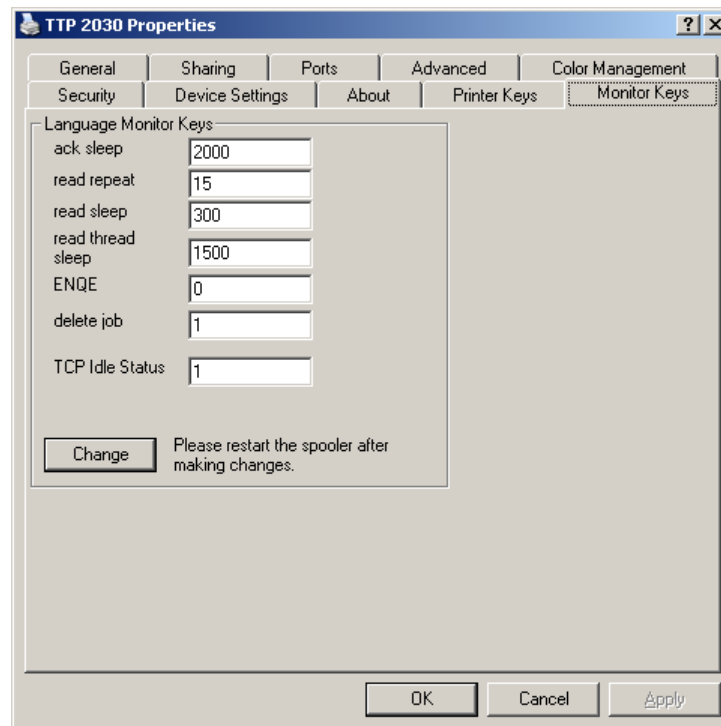 TTP 2030 Properties
General Sharing Ports Advanced Color Management
Security Device Settings About Printer Keys Monitor Keys
Language Monitor Keys
ack sleep 2000
read repeat 15
read sleep 300
read thread
sleep 1500
ENQE 0
delete job 1
TCP Idle Status 1
Change Please restart the spooler after
making changes.
OK Cancel Apply